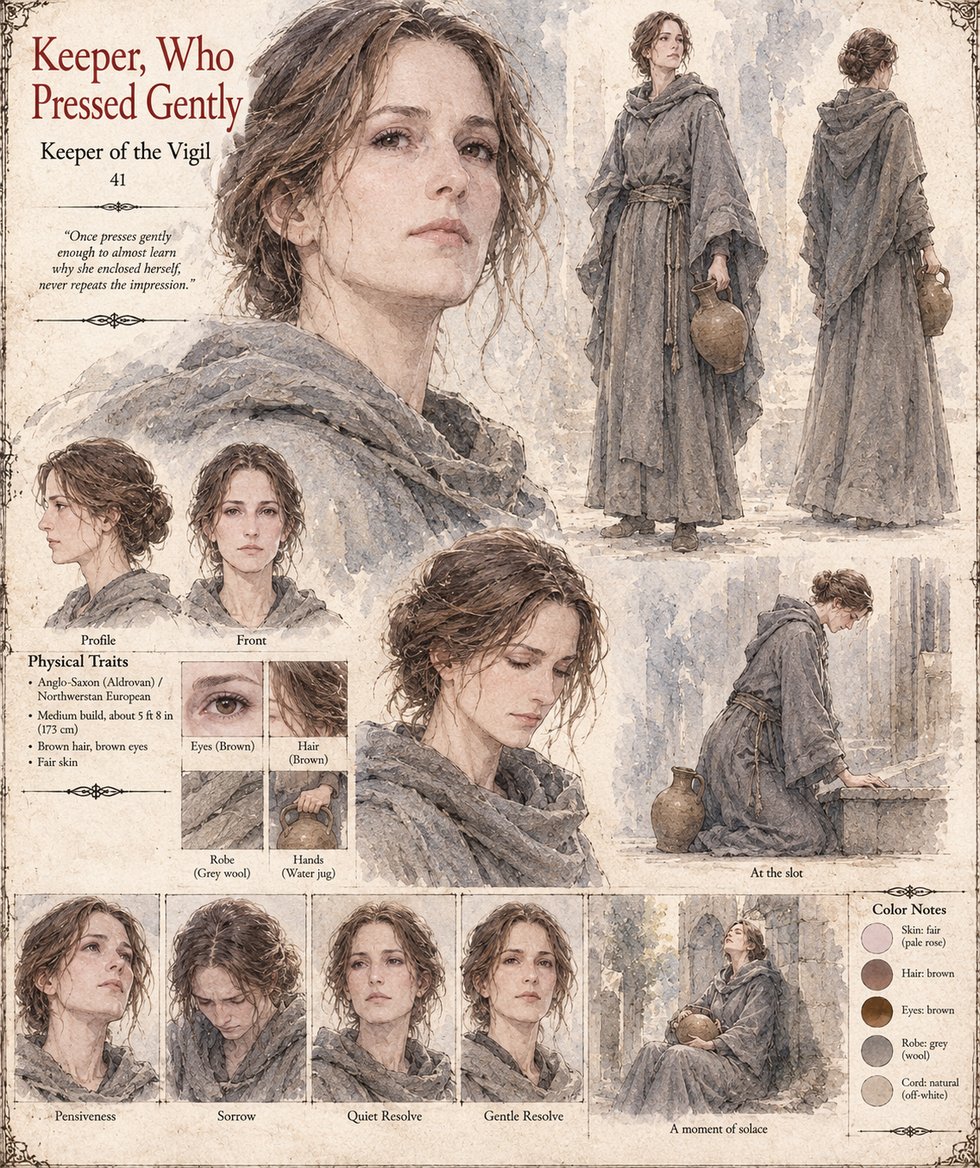 Keeper, Who
Pressed Gently
Keeper of the Vigil
41
“Once presses gently
enough to almost learn
why she enclosed herself,
never repeats the impression.”
Profile
Front
Physical Traits
• Anglo-Saxon (Aldrovan) /
Northwerstan European
• Medium build, about 5 ft 8 in
(173 cm)
• Brown hair, brown eyes
• Fair skin
Eyes (Brown)
Hair
(Brown)
Robe
(Grey wool)
Hands
(Water jug)
At the slot
Pensiveness
Sorrow
Quiet Resolve
Gentle Resolve
A moment of solace
Color Notes
Skin: fair
(pale rose)
Hair: brown
Eyes: brown
Robe: grey
(wool)
Cord: natural
(off-white)